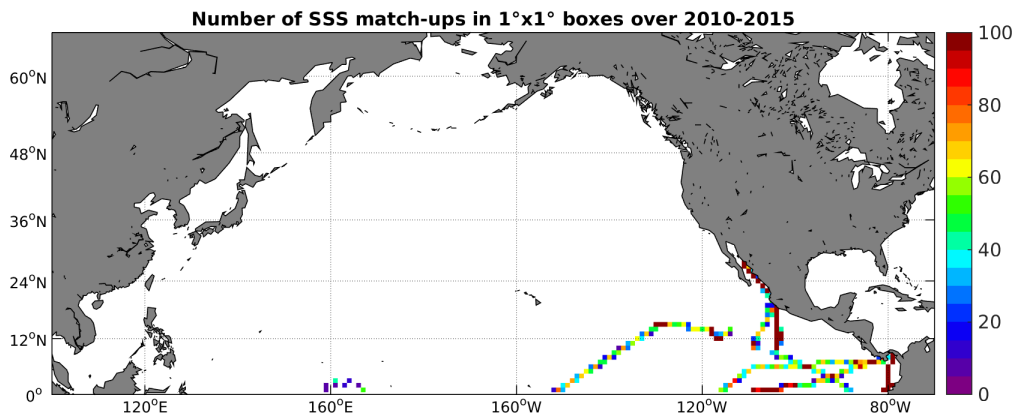 Number of SSS match-ups in 1°x1° boxes over 2010-2015
100
80
60
40
20
0
60°N
48°N
36°N
24°N
12°N
0°
120°E
160°E
160°W
120°W
80°W